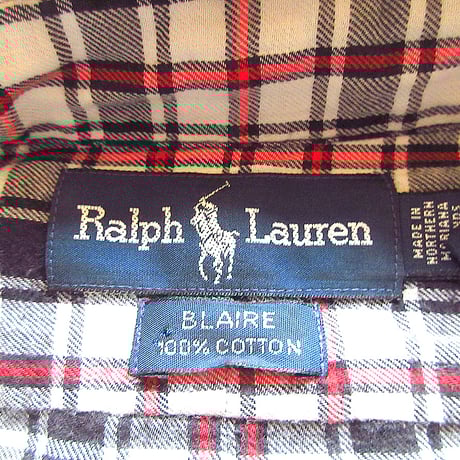 Ralph Lauren
BLAIRE
100% COTTON
MADE IN
NORTHERN
MARIANA